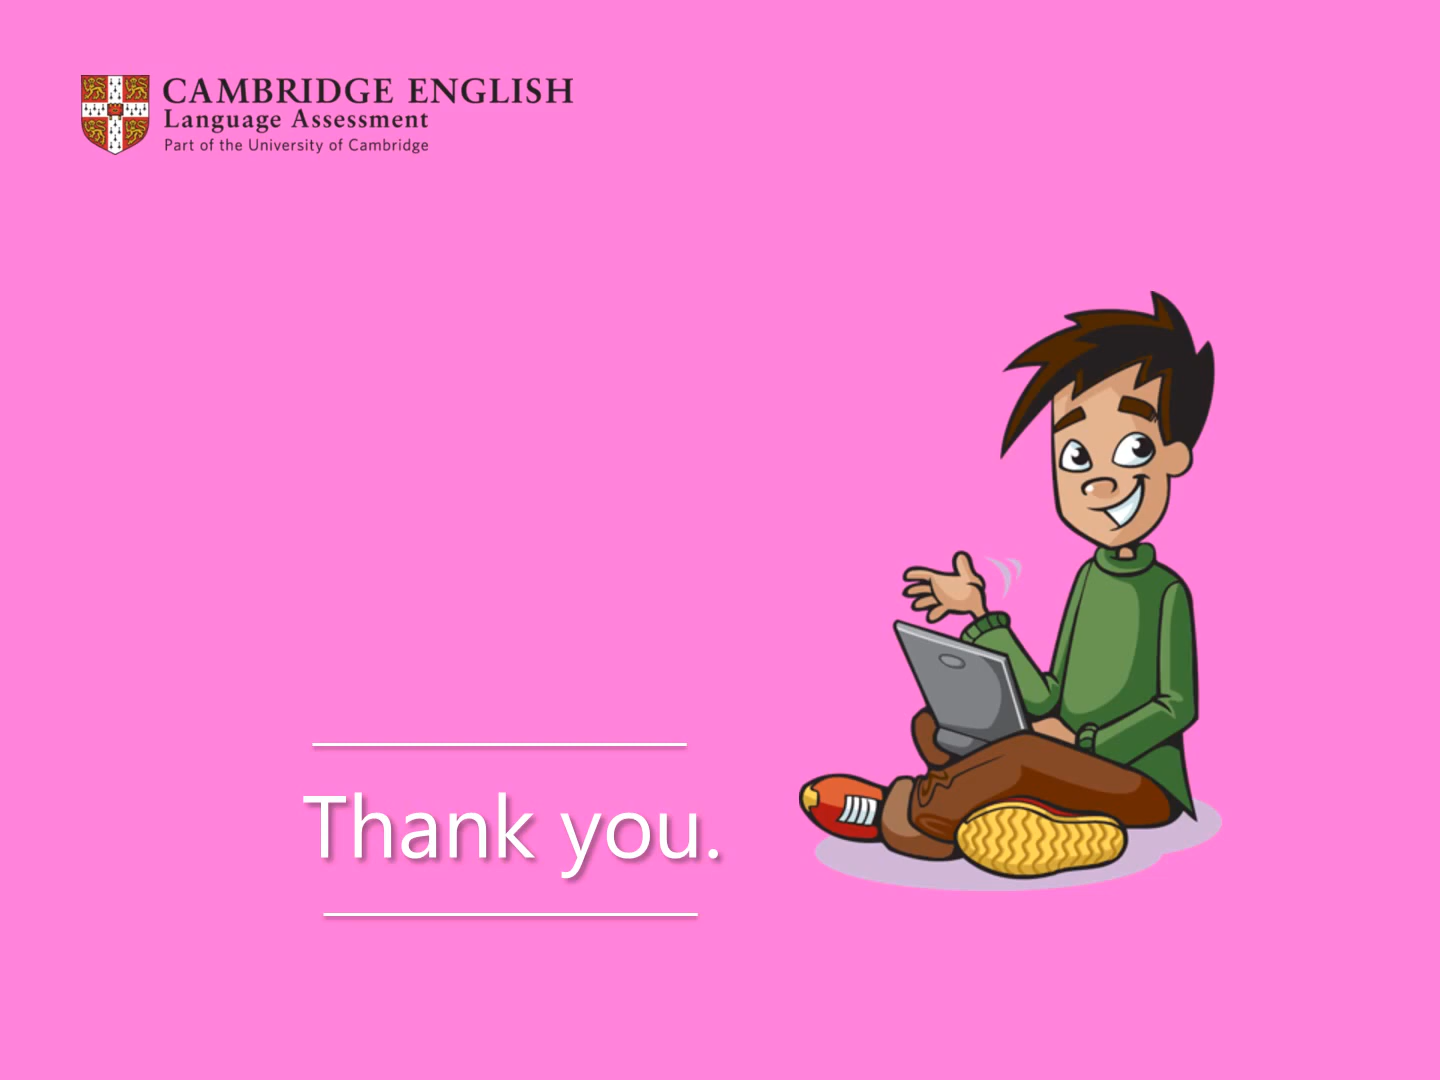 CAMBRIDGE ENGLISH
Language Assessment
Part of the University of Cambridge
Thank you.